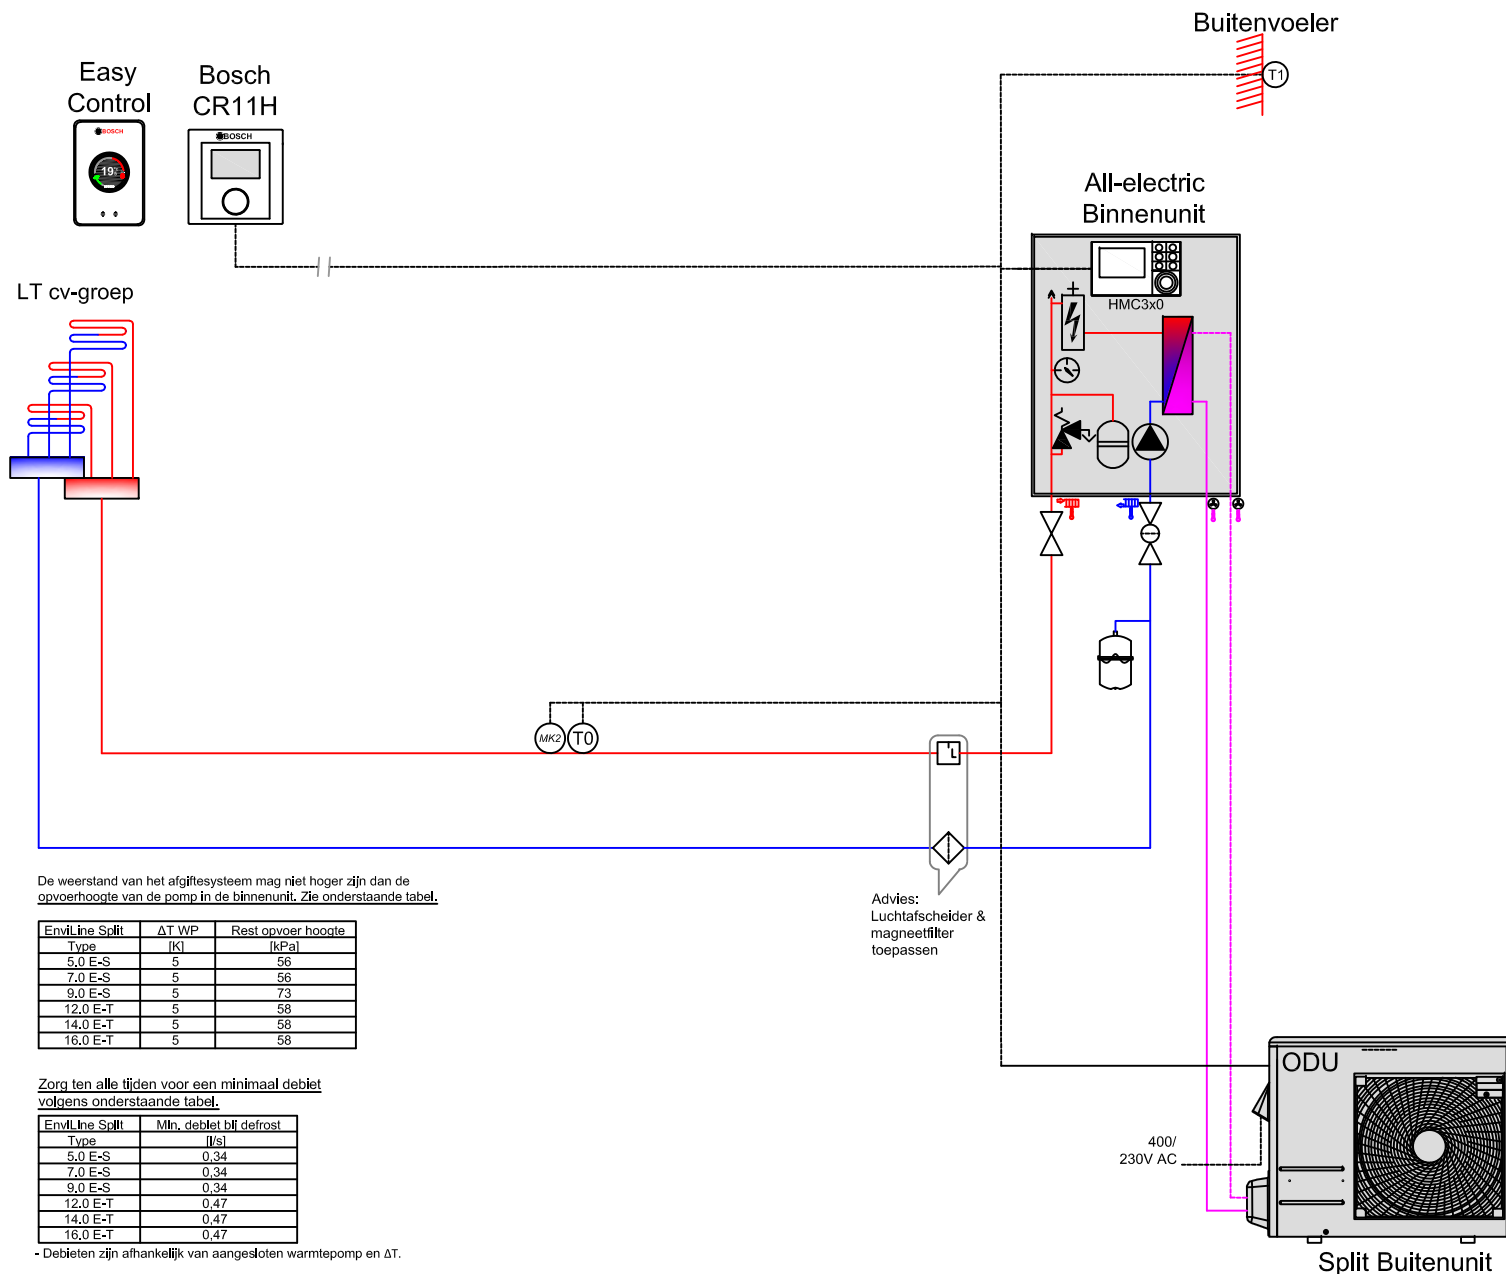 Buitenvoeler
T1
Easy
Control
Bosch
CR11H
BOSCH
19
BOSCH
All-electric
Binnenunit
HMC3x0
LT cv-groep
MK2
T0
L
De weerstand van het afgiftesysteem mag niet hoger zijn dan de
opvoerhoogte van de pomp in de binnenunit. Zie onderstaande tabel.
EnviLine Split ΔT WP Rest opvoer hoogte
Type [K] [kPa]
5.0 E-S 5 56
7.0 E-S 5 56
9.0 E-S 5 73
12.0 E-T 5 58
14.0 E-T 5 58
16.0 E-T 5 58
Advies:
Luchtafscheider &
magneetfilter
toepassen
Zorg ten alle tijden voor een minimaal debiet
volgens onderstaande tabel.
EnviLine Split Min. debiet bij defrost
Type [l/s]
5.0 E-S 0,34
7.0 E-S 0,34
9.0 E-S 0,34
12.0 E-T 0,47
14.0 E-T 0,47
16.0 E-T 0,47
- Debieten zijn afhankelijk van aangesloten warmtepomp en ΔT.
ODU
400/
230V AC
Split Buitenunit